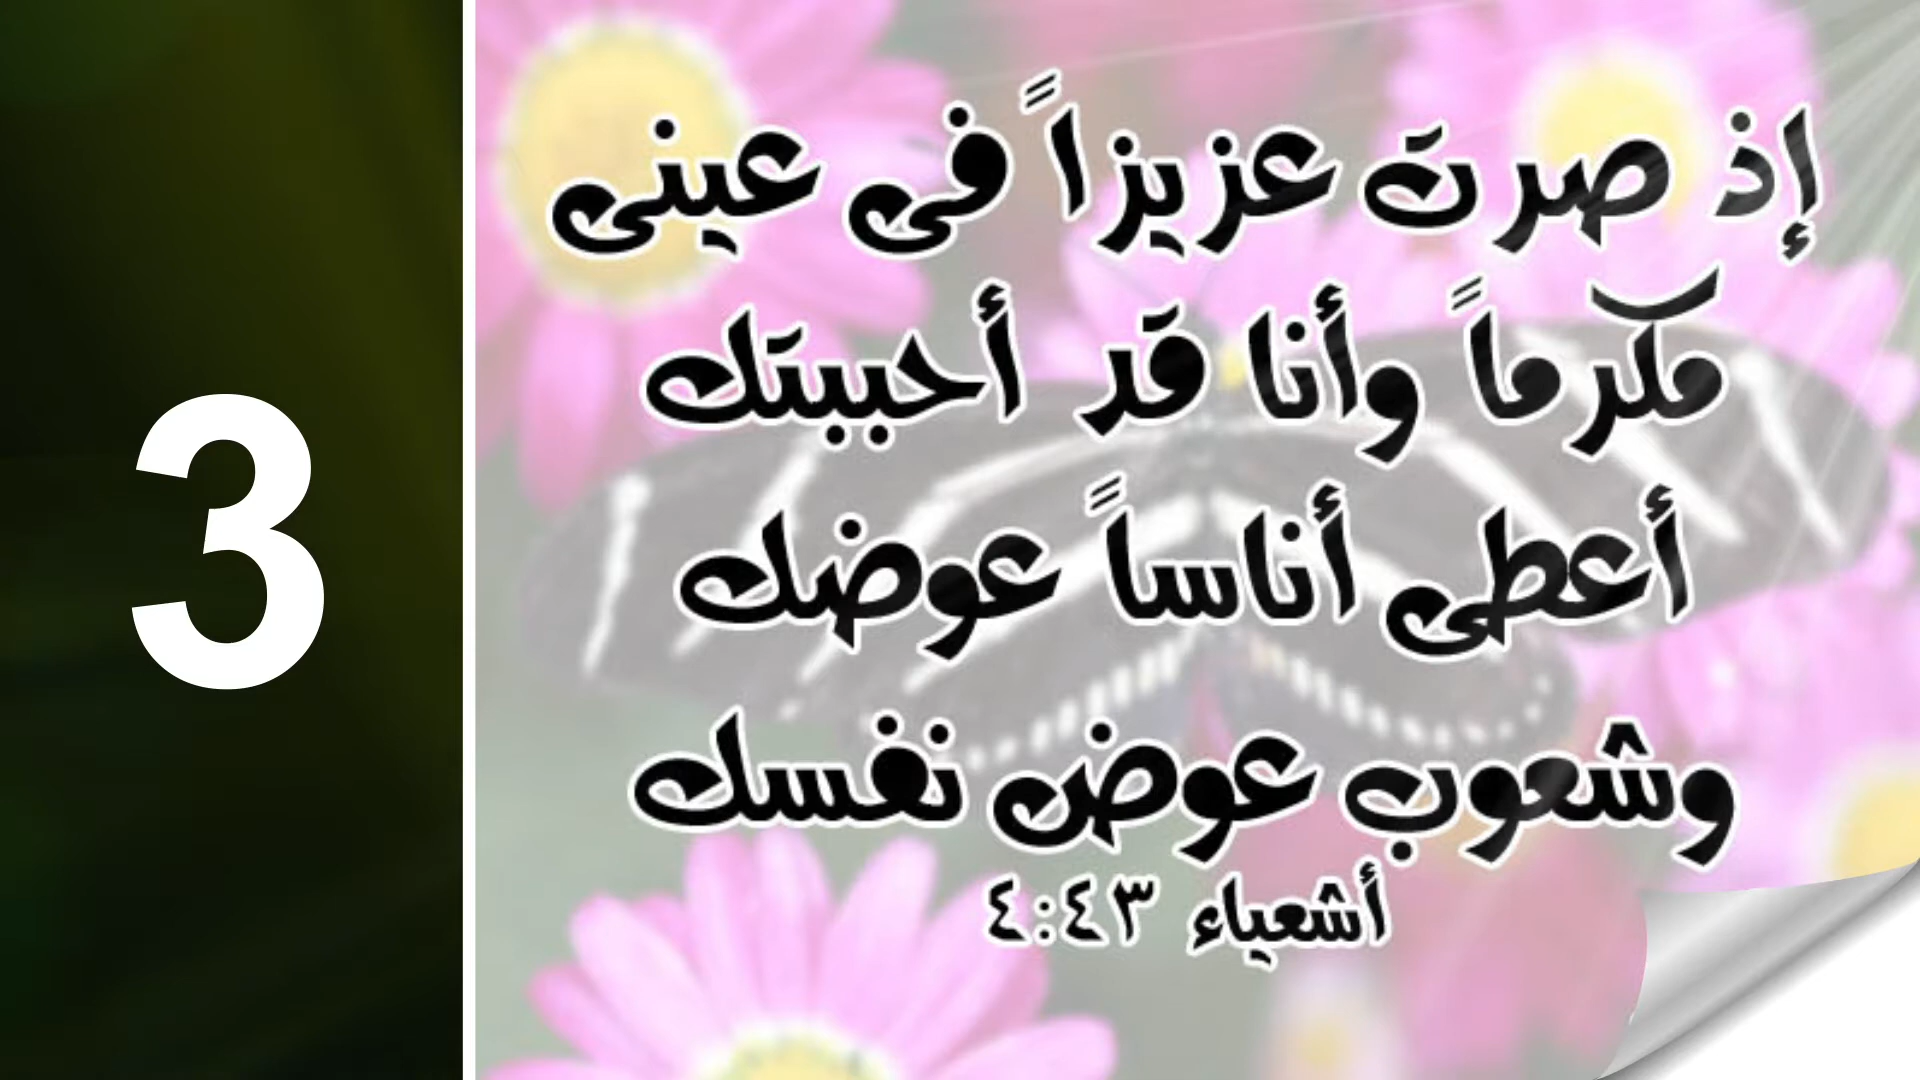 3
إذ صرت عزيزاً فى عينى
مكرماً وأنا قد أحببتك
أعطى أناساً عوضك
وشعوب عوض نفسك
أشعياء ٤:٤٣